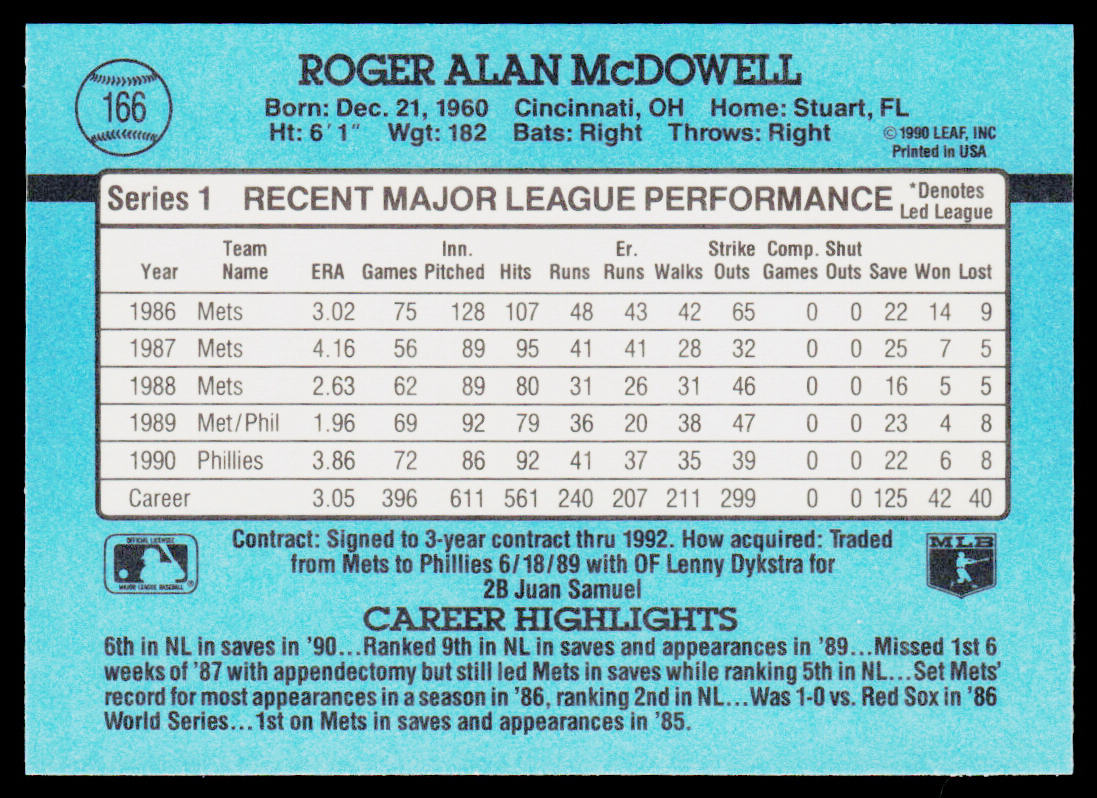 166
ROGER ALAN McDOWELL
Born: Dec. 21, 1960 Cincinnati, OH Home: Stuart, FL
Ht: 6'1" Wgt: 182 Bats: Right Throws: Right
©1990 LEAF, INC
Printed in USA
Series 1 RECENT MAJOR LEAGUE PERFORMANCE
*Denotes
Led League
Team Inn. Er. Strike Comp. Shut
Year Name ERA Games Pitched Hits Runs Runs Walks Outs Games Outs Save Won Lost
1986 Mets 3.02 75 128 107 48 43 42 65 0 0 22 14 9
1987 Mets 4.16 56 89 95 41 41 28 32 0 0 25 7 5
1988 Mets 2.63 62 89 80 31 26 31 46 0 0 16 5 5
1989 Met/Phil 1.96 69 92 79 36 20 38 47 0 0 23 4 8
1990 Phillies 3.86 72 86 92 41 37 35 39 0 0 22 6 8
Career 3.05 396 611 561 240 207 211 299 0 0 125 42 40
Contract: Signed to 3-year contract thru 1992. How acquired: Traded
from Mets to Phillies 6/18/89 with OF Lenny Dykstra for
2B Juan Samuel
OFFICIAL LICENSEE
MAJOR LEAGUE BASEBALL ®
MLB
CAREER HIGHLIGHTS
6th in NL in saves in '90...Ranked 9th in NL in saves and appearances in '89...Missed 1st 6
weeks of '87 with appendectomy but still led Mets in saves while ranking 5th in NL...Set Mets'
record for most appearances in a season in '86, ranking 2nd in NL...Was 1-0 vs. Red Sox in '86
World Series...1st on Mets in saves and appearances in '85.